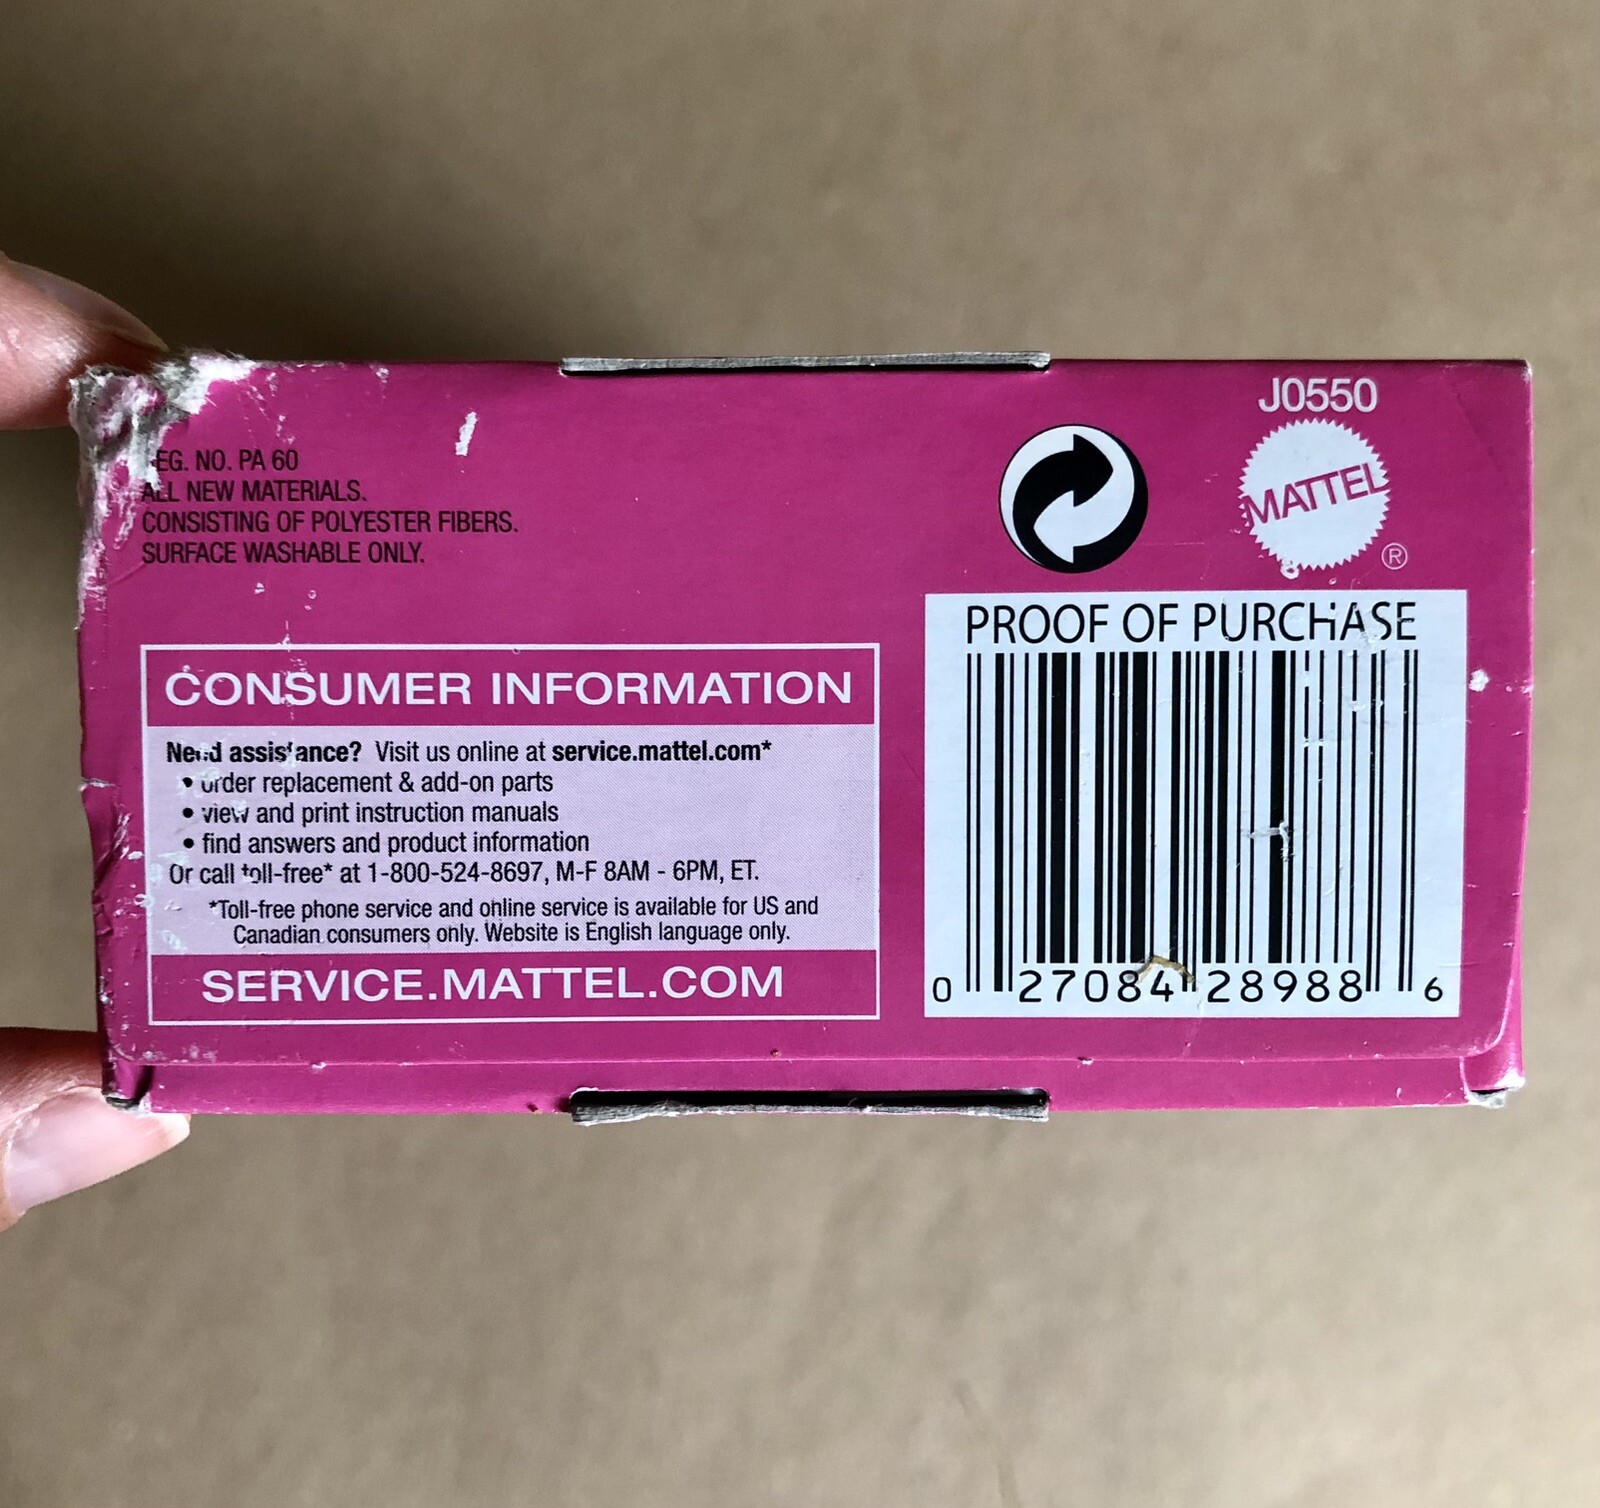 EG. NO. PA 60
ALL NEW MATERIALS.
CONSISTING OF POLYESTER FIBERS.
SURFACE WASHABLE ONLY.
CONSUMER INFORMATION
Need assistance? Visit us online at service.mattel.com*
• order replacement & add-on parts
• view and print instruction manuals
• find answers and product information
Or call toll-free* at 1-800-524-8697, M-F 8AM - 6PM, ET.
*Toll-free phone service and online service is available for US and
Canadian consumers only. Website is English language only.
SERVICE.MATTEL.COM
J0550
MATTEL
®
PROOF OF PURCHASE
0 27084 28988 6